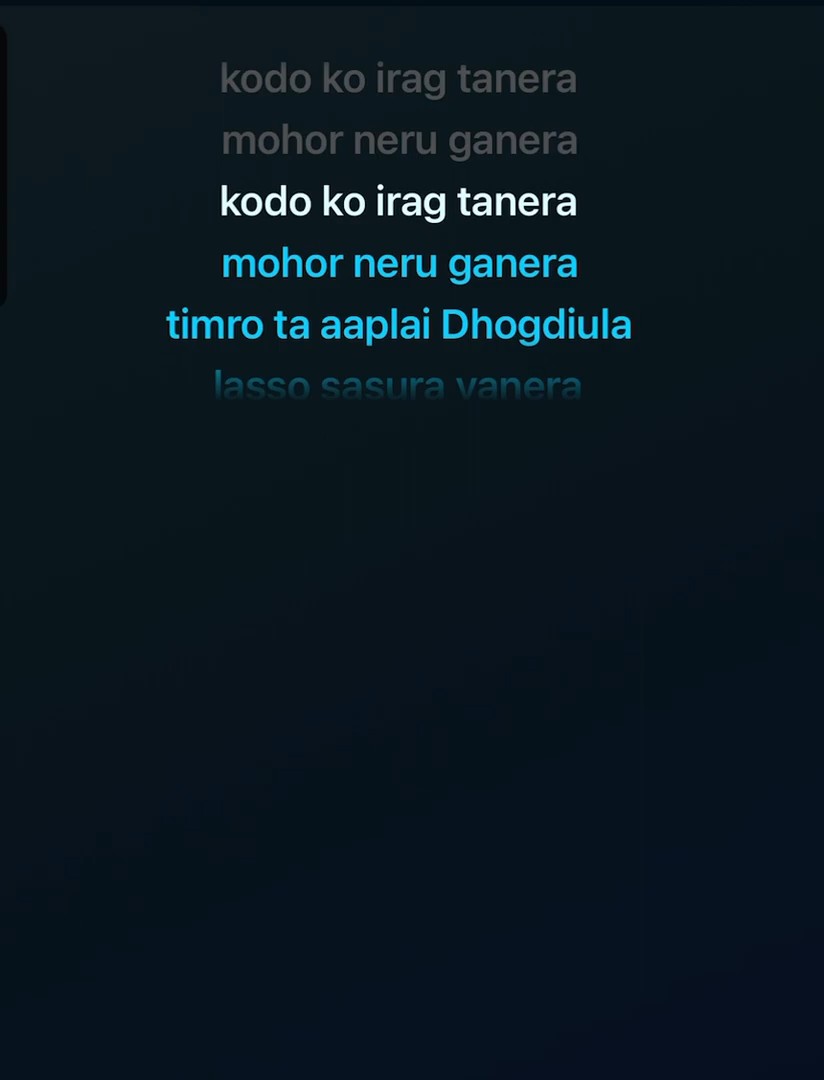 kodo ko irag tanera
mohor neru ganera
kodo ko irag tanera
mohor neru ganera
timro ta aaplai Dhogdiula
lasso sasura vanera